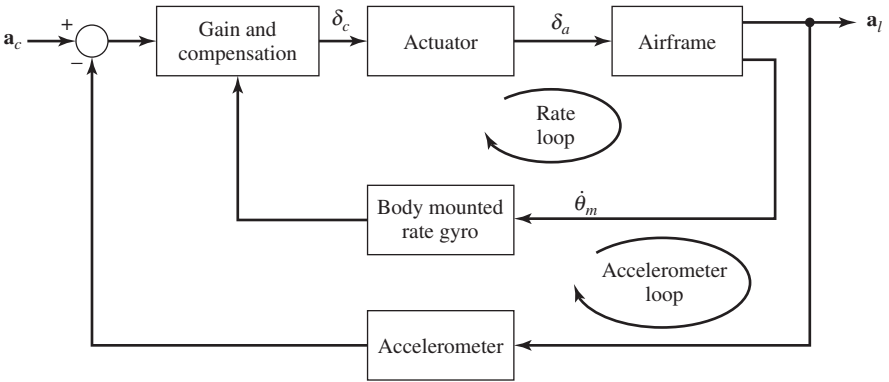 a_c
+
−
Gain and
compensation
δ_c
Actuator
δ_a
Airframe
a_l
Rate
loop
Body mounted
rate gyro
θ̇_m
Accelerometer
loop
Accelerometer